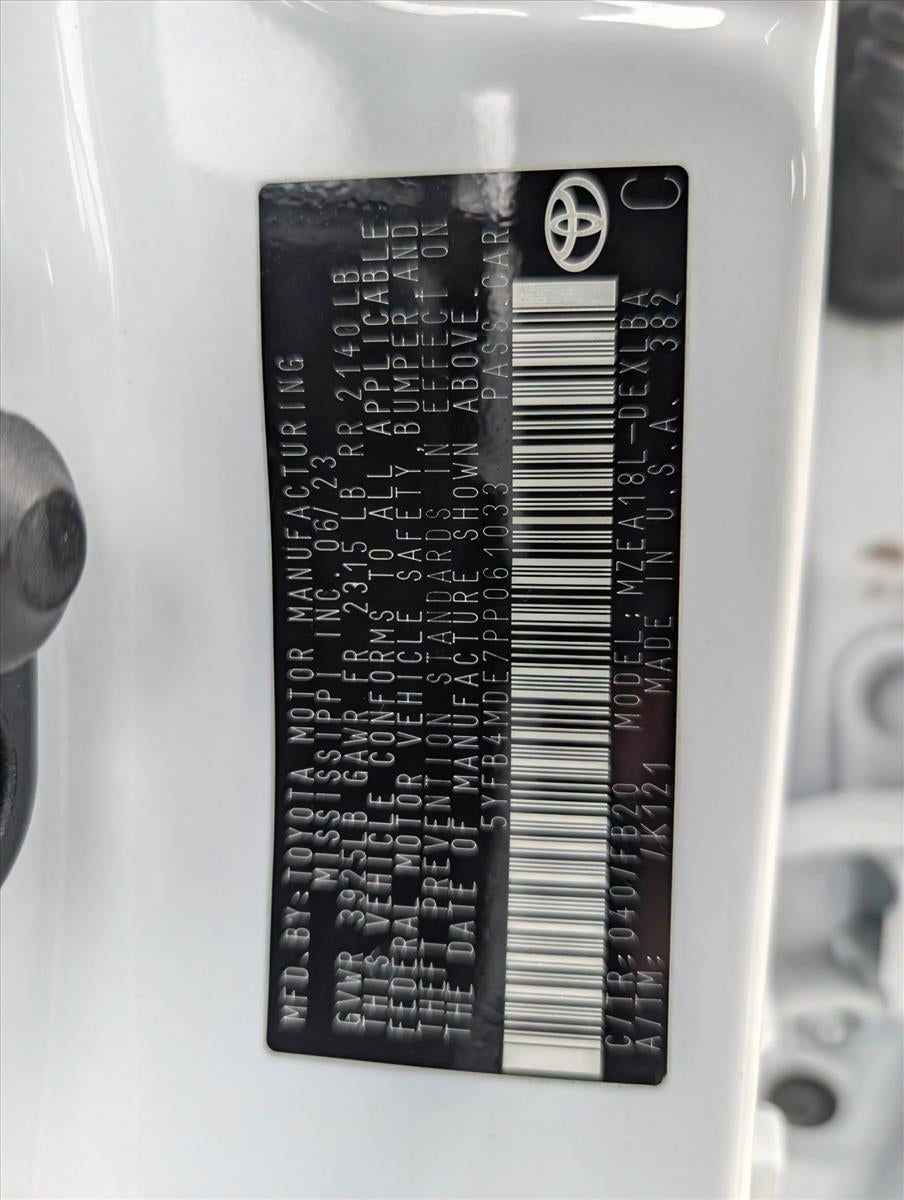 MFD.BY:TOYOTA MOTOR MANUFACTURING
MISSISSIPPI INC. 06/23
GVWR 3925LB GAWR FR 2315 LB RR 2140LB
THIS VEHICLE CONFORMS TO ALL APPLICABLE
FEDERAL MOTOR VEHICLE SAFETY, BUMPER,AND
THEFT PREVENTION STANDARDS IN EFFECT ON
THE DATE OF MANUFACTURE SHOWN ABOVE.
5YFB4MDE7PP061033 PASS.CAR
C/TR:040/FB20 MODEL:MZEA18L-DEXLBA
A/TM: /K121 MADE IN U.S.A. 382
C